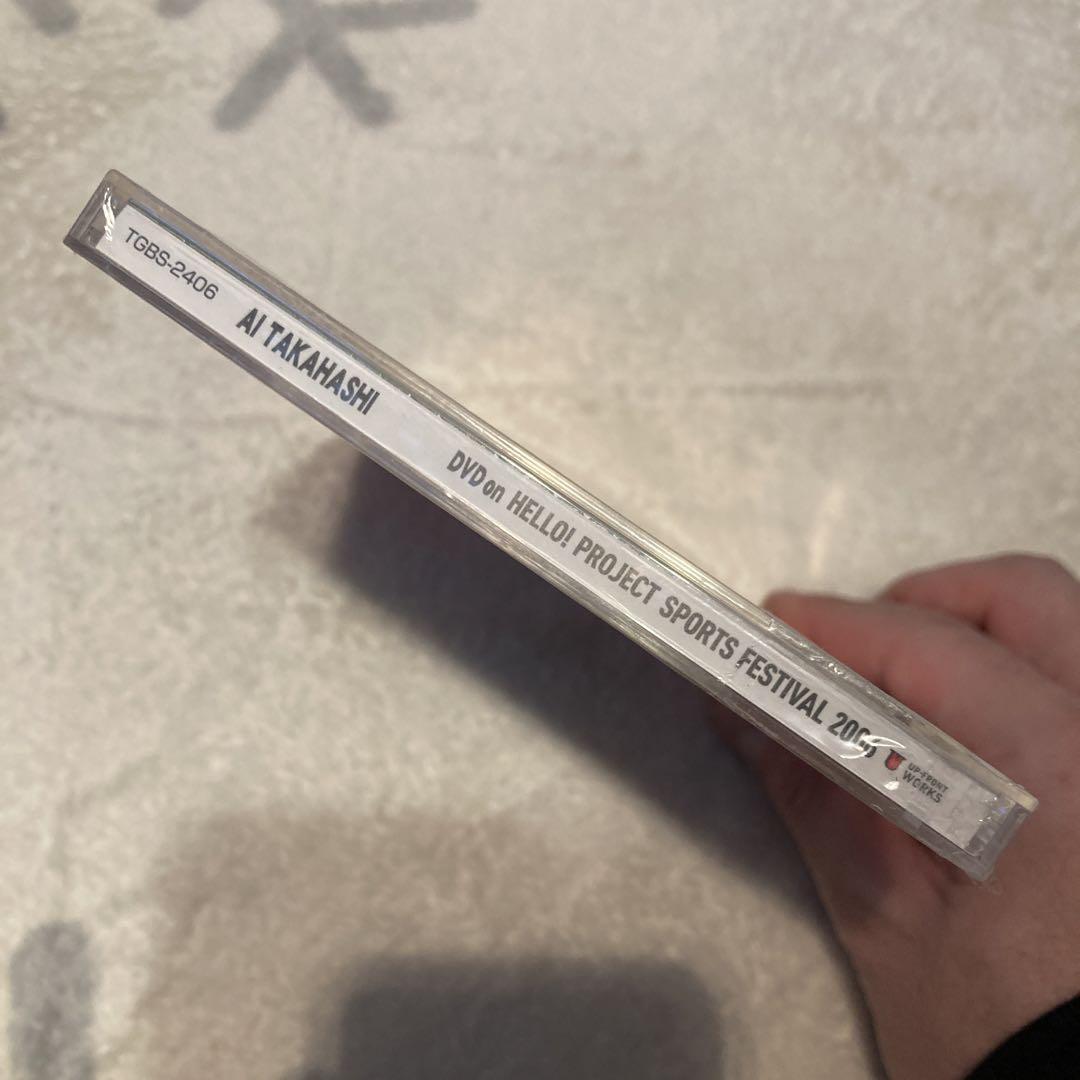 TGBS-2406
AI TAKAHASHI
DVD on HELLO! PROJECT SPORTS FESTIVAL
UP-FRONT
WORKS